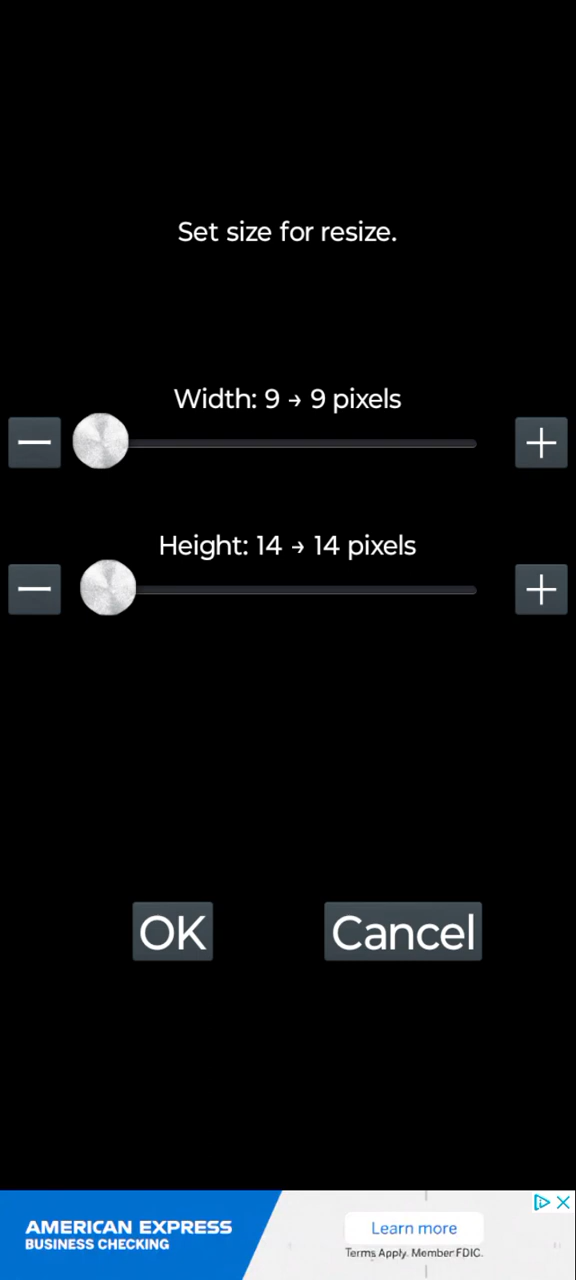 Set size for resize.
Width: 9 → 9 pixels
Height: 14 → 14 pixels
OK
Cancel
AMERICAN EXPRESS
BUSINESS CHECKING
Learn more
Terms Apply. Member FDIC.